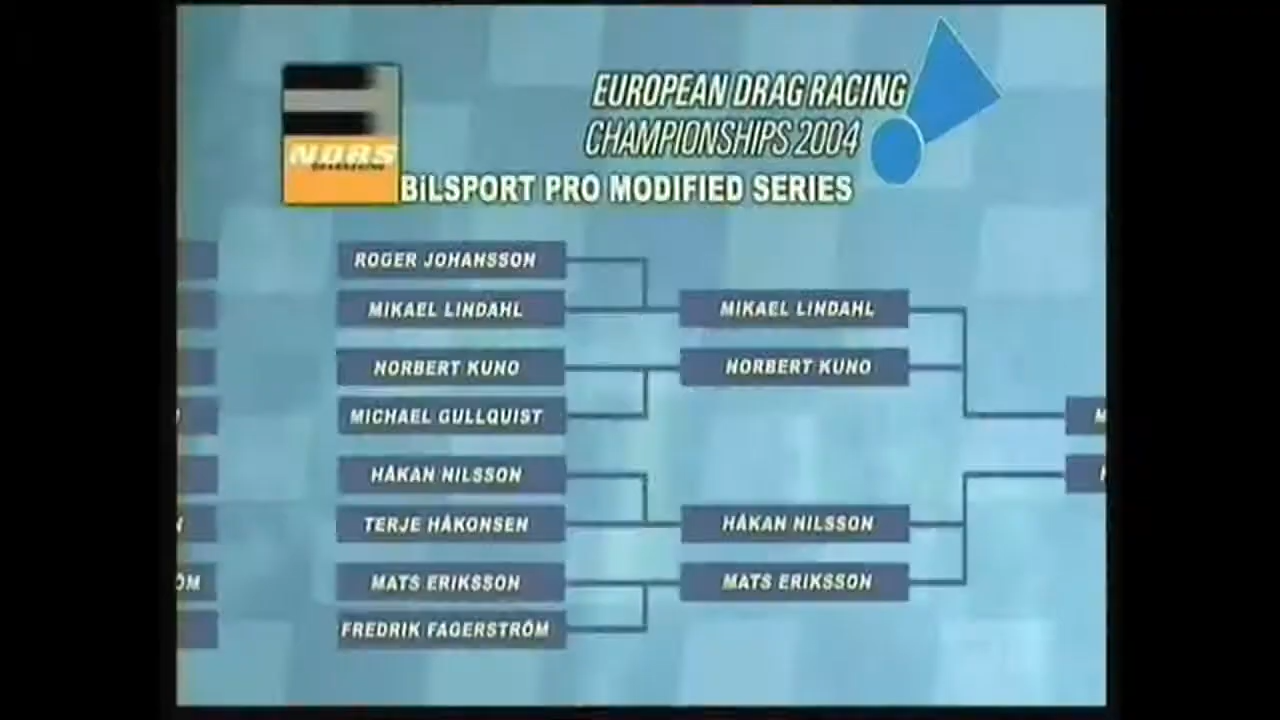 EUROPEAN DRAG RACING
CHAMPIONSHIPS 2004
NDRS
BiLSPORT PRO MODIFIED SERIES
ROGER JOHANSSON
MIKAEL LINDAHL
MIKAEL LINDAHL
NORBERT KUNO
NORBERT KUNO
MICHAEL GULLQUIST
M
HÅKAN NILSSON
TERJE HÅKONSEN
HÅKAN NILSSON
ÖM
MATS ERIKSSON
MATS ERIKSSON
FREDRIK FAGERSTRÖM